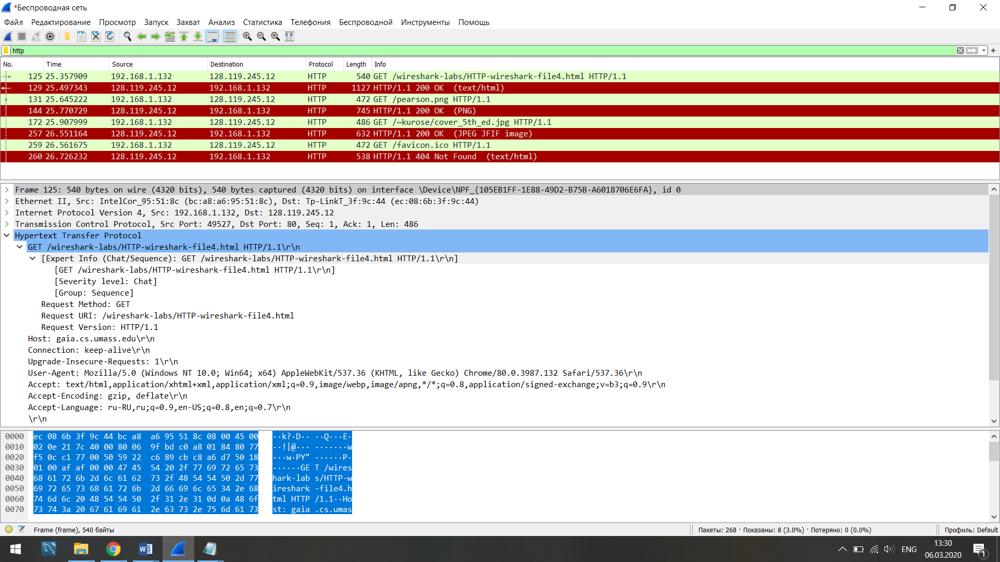 *Беспроводная сеть
Файл Редактирование Просмотр Запуск Захват Анализ Статистика Телефония Беспроводной Инструменты Помощь
http
No. Time Source Destination Protocol Length Info
125 25.357909 192.168.1.132 128.119.245.12 HTTP 540 GET /wireshark-labs/HTTP-wireshark-file4.html HTTP/1.1
129 25.497343 128.119.245.12 192.168.1.132 HTTP 1127 HTTP/1.1 200 OK (text/html)
131 25.645222 192.168.1.132 128.119.245.12 HTTP 472 GET /pearson.png HTTP/1.1
144 25.770729 128.119.245.12 192.168.1.132 HTTP 745 HTTP/1.1 200 OK (PNG)
172 25.907999 192.168.1.132 128.119.245.12 HTTP 486 GET /~kurose/cover_5th_ed.jpg HTTP/1.1
257 26.551164 128.119.245.12 192.168.1.132 HTTP 632 HTTP/1.1 200 OK (JPEG JFIF image)
259 26.561675 192.168.1.132 128.119.245.12 HTTP 472 GET /favicon.ico HTTP/1.1
260 26.726232 128.119.245.12 192.168.1.132 HTTP 538 HTTP/1.1 404 Not Found (text/html)
Frame 125: 540 bytes on wire (4320 bits), 540 bytes captured (4320 bits) on interface \Device\NPF_{105EB1FF-1E88-49D2-B75B-A6018706E6FA}, id 0
Ethernet II, Src: IntelCor_95:51:8c (bc:a8:a6:95:51:8c), Dst: Tp-LinkT_3f:9c:44 (ec:08:6b:3f:9c:44)
Internet Protocol Version 4, Src: 192.168.1.132, Dst: 128.119.245.12
Transmission Control Protocol, Src Port: 49527, Dst Port: 80, Seq: 1, Ack: 1, Len: 486
Hypertext Transfer Protocol
GET /wireshark-labs/HTTP-wireshark-file4.html HTTP/1.1\r\n
[Expert Info (Chat/Sequence): GET /wireshark-labs/HTTP-wireshark-file4.html HTTP/1.1\r\n]
[GET /wireshark-labs/HTTP-wireshark-file4.html HTTP/1.1\r\n]
[Severity level: Chat]
[Group: Sequence]
Request Method: GET
Request URI: /wireshark-labs/HTTP-wireshark-file4.html
Request Version: HTTP/1.1
Host: gaia.cs.umass.edu\r\n
Connection: keep-alive\r\n
Upgrade-Insecure-Requests: 1\r\n
User-Agent: Mozilla/5.0 (Windows NT 10.0; Win64; x64) AppleWebKit/537.36 (KHTML, like Gecko) Chrome/80.0.3987.132 Safari/537.36\r\n
Accept: text/html,application/xhtml+xml,application/xml;q=0.9,image/webp,image/apng,*/*;q=0.8,application/signed-exchange;v=b3;q=0.9\r\n
Accept-Encoding: gzip, deflate\r\n
Accept-Language: ru-RU,ru;q=0.9,en-US;q=0.8,en;q=0.7\r\n
\r\n
0000 ec 08 6b 3f 9c 44 bc a8 a6 95 51 8c 08 00 45 00 ··k?·D·· ··Q···E·
0010 02 0e 21 7c 40 00 80 06 9f bd c0 a8 01 84 80 77 ··!|@··· ·······w
0020 f5 0c c1 77 00 50 59 22 c6 89 cb c8 a6 d7 50 18 ···w·PY" ······P·
0030 01 00 af af 00 00 47 45 54 20 2f 77 69 72 65 73 ······GE T /wires
0040 68 61 72 6b 2d 6c 61 62 73 2f 48 54 54 50 2d 77 hark-lab s/HTTP-w
0050 69 72 65 73 68 61 72 6b 2d 66 69 6c 65 34 2e 68 ireshark -file4.h
0060 74 6d 6c 20 48 54 54 50 2f 31 2e 31 0d 0a 48 6f tml HTTP /1.1··Ho
0070 73 74 3a 20 67 61 69 61 2e 63 73 2e 75 6d 61 73 st: gaia .cs.umas
Frame (frame), 540 байты Пакеты: 268 · Показаны: 8 (3.0%) · Потеряно: 0 (0.0%) Профиль: Default
ENG 13:30
06.03.2020 1